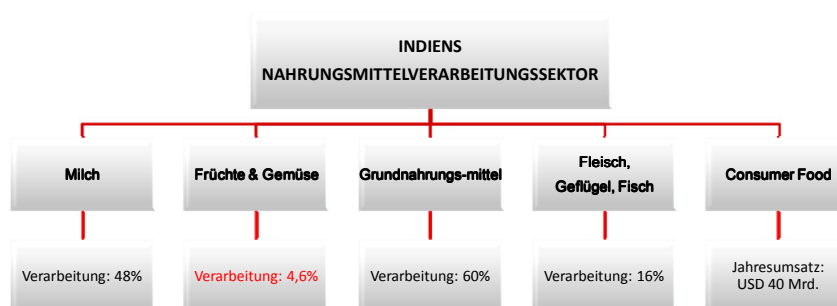 INDIENS
NAHRUNGSMITTELVERARBEITUNGSSEKTOR
Milch
Früchte & Gemüse
Grundnahrungs-mittel
Fleisch,
Geflügel, Fisch
Consumer Food
Verarbeitung: 48%
Verarbeitung: 4,6%
Verarbeitung: 60%
Verarbeitung: 16%
Jahresumsatz:
USD 40 Mrd.